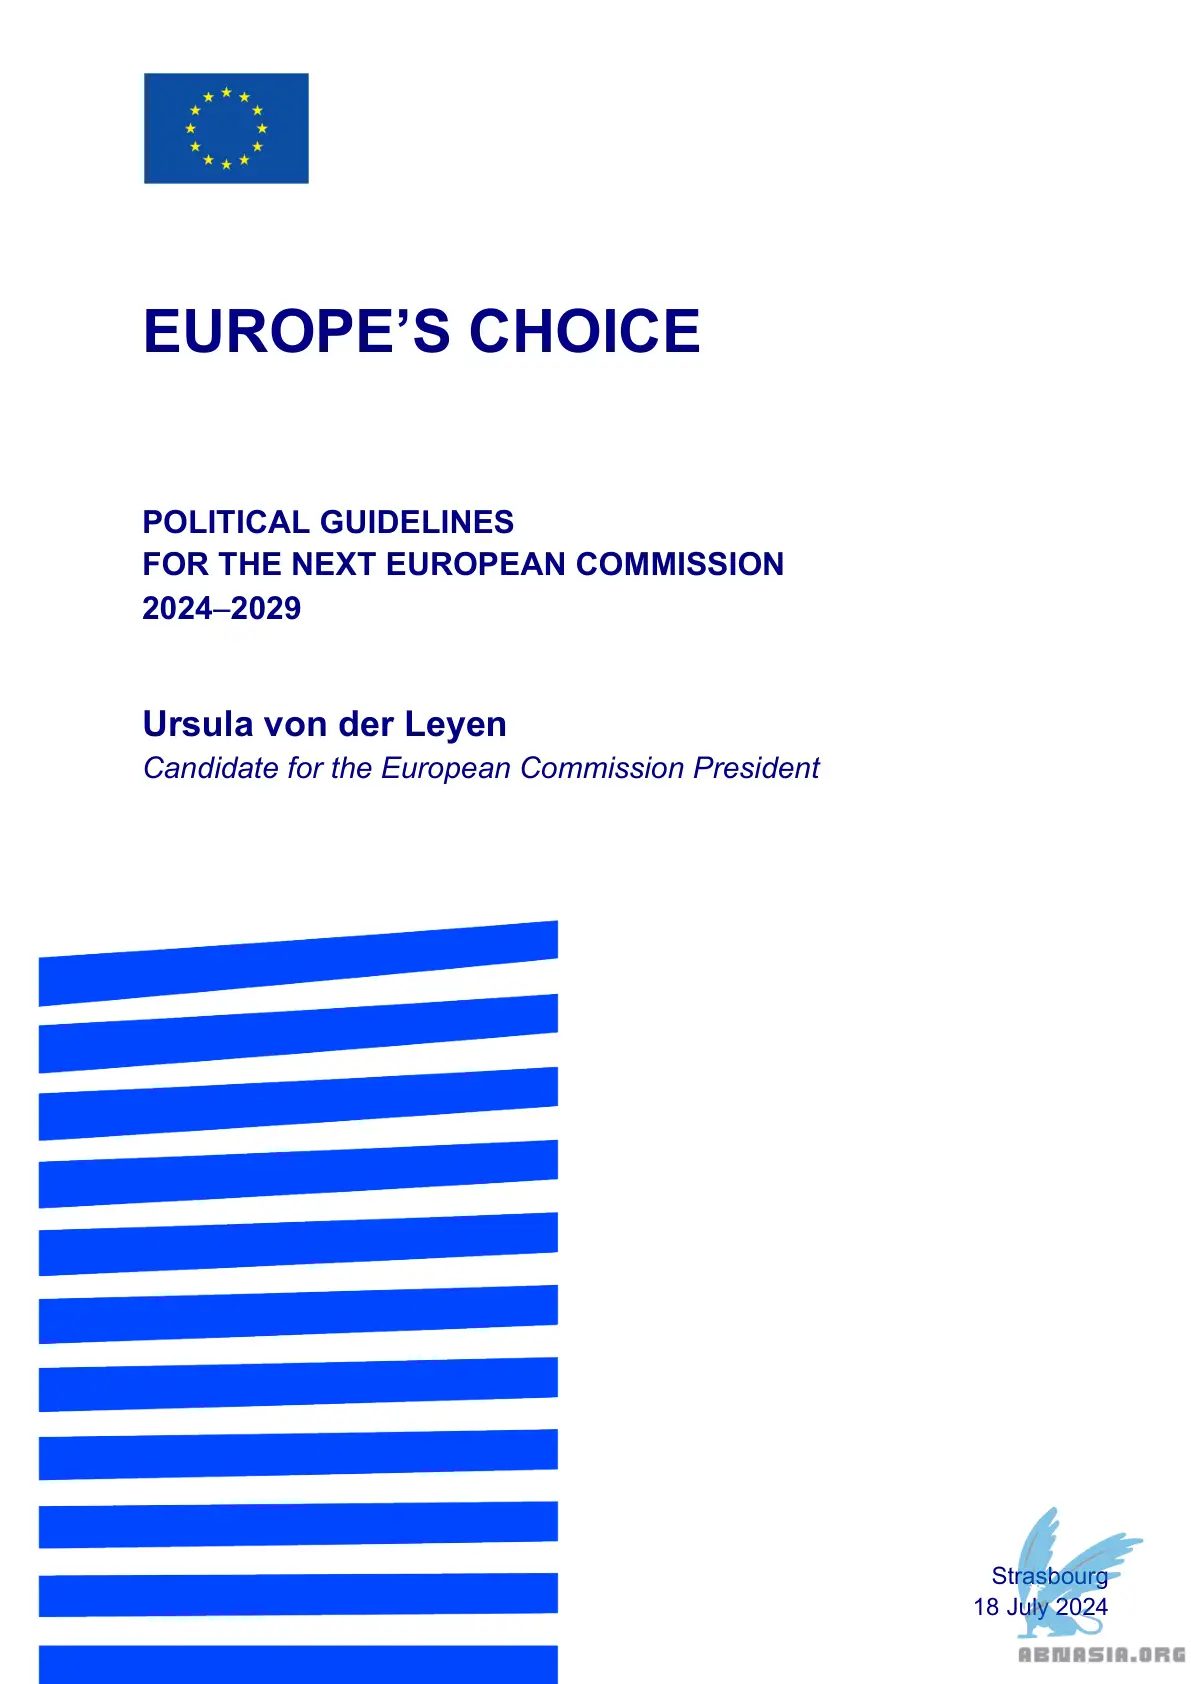 EUROPE’S CHOICE
POLITICAL GUIDELINES
FOR THE NEXT EUROPEAN COMMISSION
2024–2029
Ursula von der Leyen
Candidate for the European Commission President
Strasbourg
18 July 2024
ABNASIA.ORG